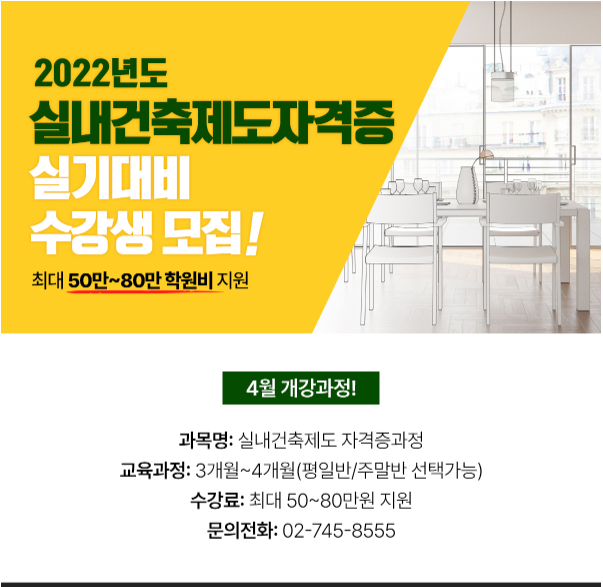 2022년도
실내건축제도자격증
실기대비
수강생 모집!
최대 50만~80만 학원비 지원
4월 개강과정!
과목명: 실내건축제도 자격증과정
교육과정: 3개월~4개월(평일반/주말반 선택가능)
수강료: 최대 50~80만원 지원
문의전화: 02-745-8555